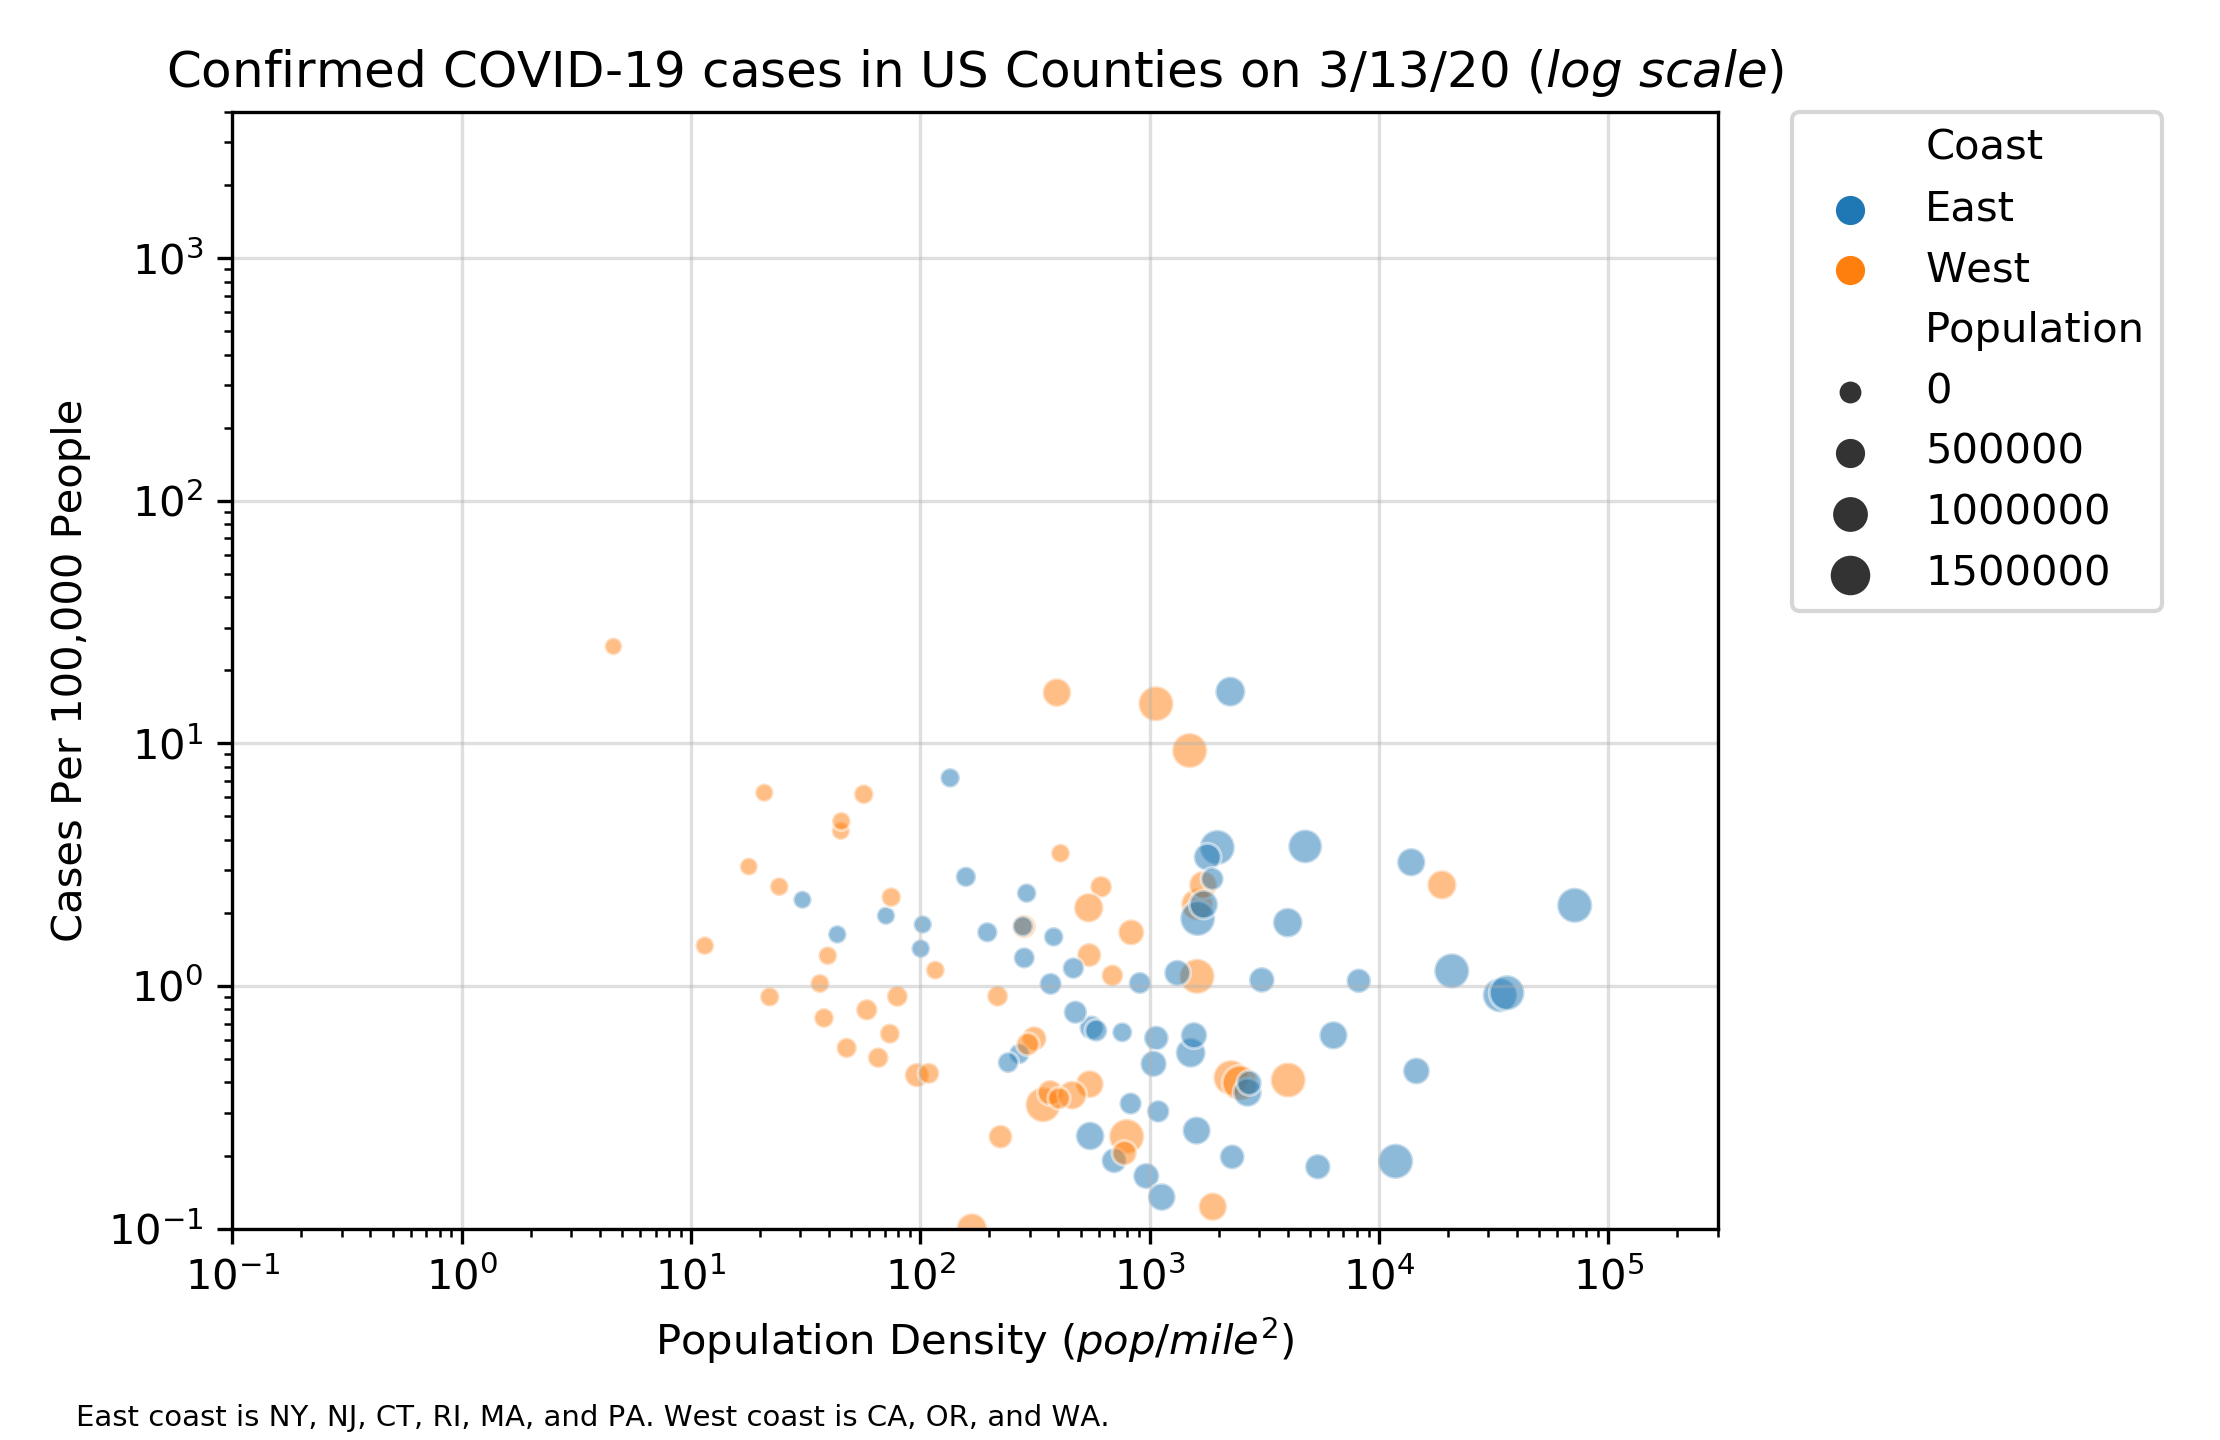 Confirmed COVID-19 cases in US Counties on 3/13/20 (log scale)
Coast
East
West
Population
0
500000
1000000
1500000
Cases Per 100,000 People
10³
10²
10¹
10⁰
10⁻¹
10⁻¹ 10⁰ 10¹ 10² 10³ 10⁴ 10⁵
Population Density (pop/mile²)
East coast is NY, NJ, CT, RI, MA, and PA. West coast is CA, OR, and WA.